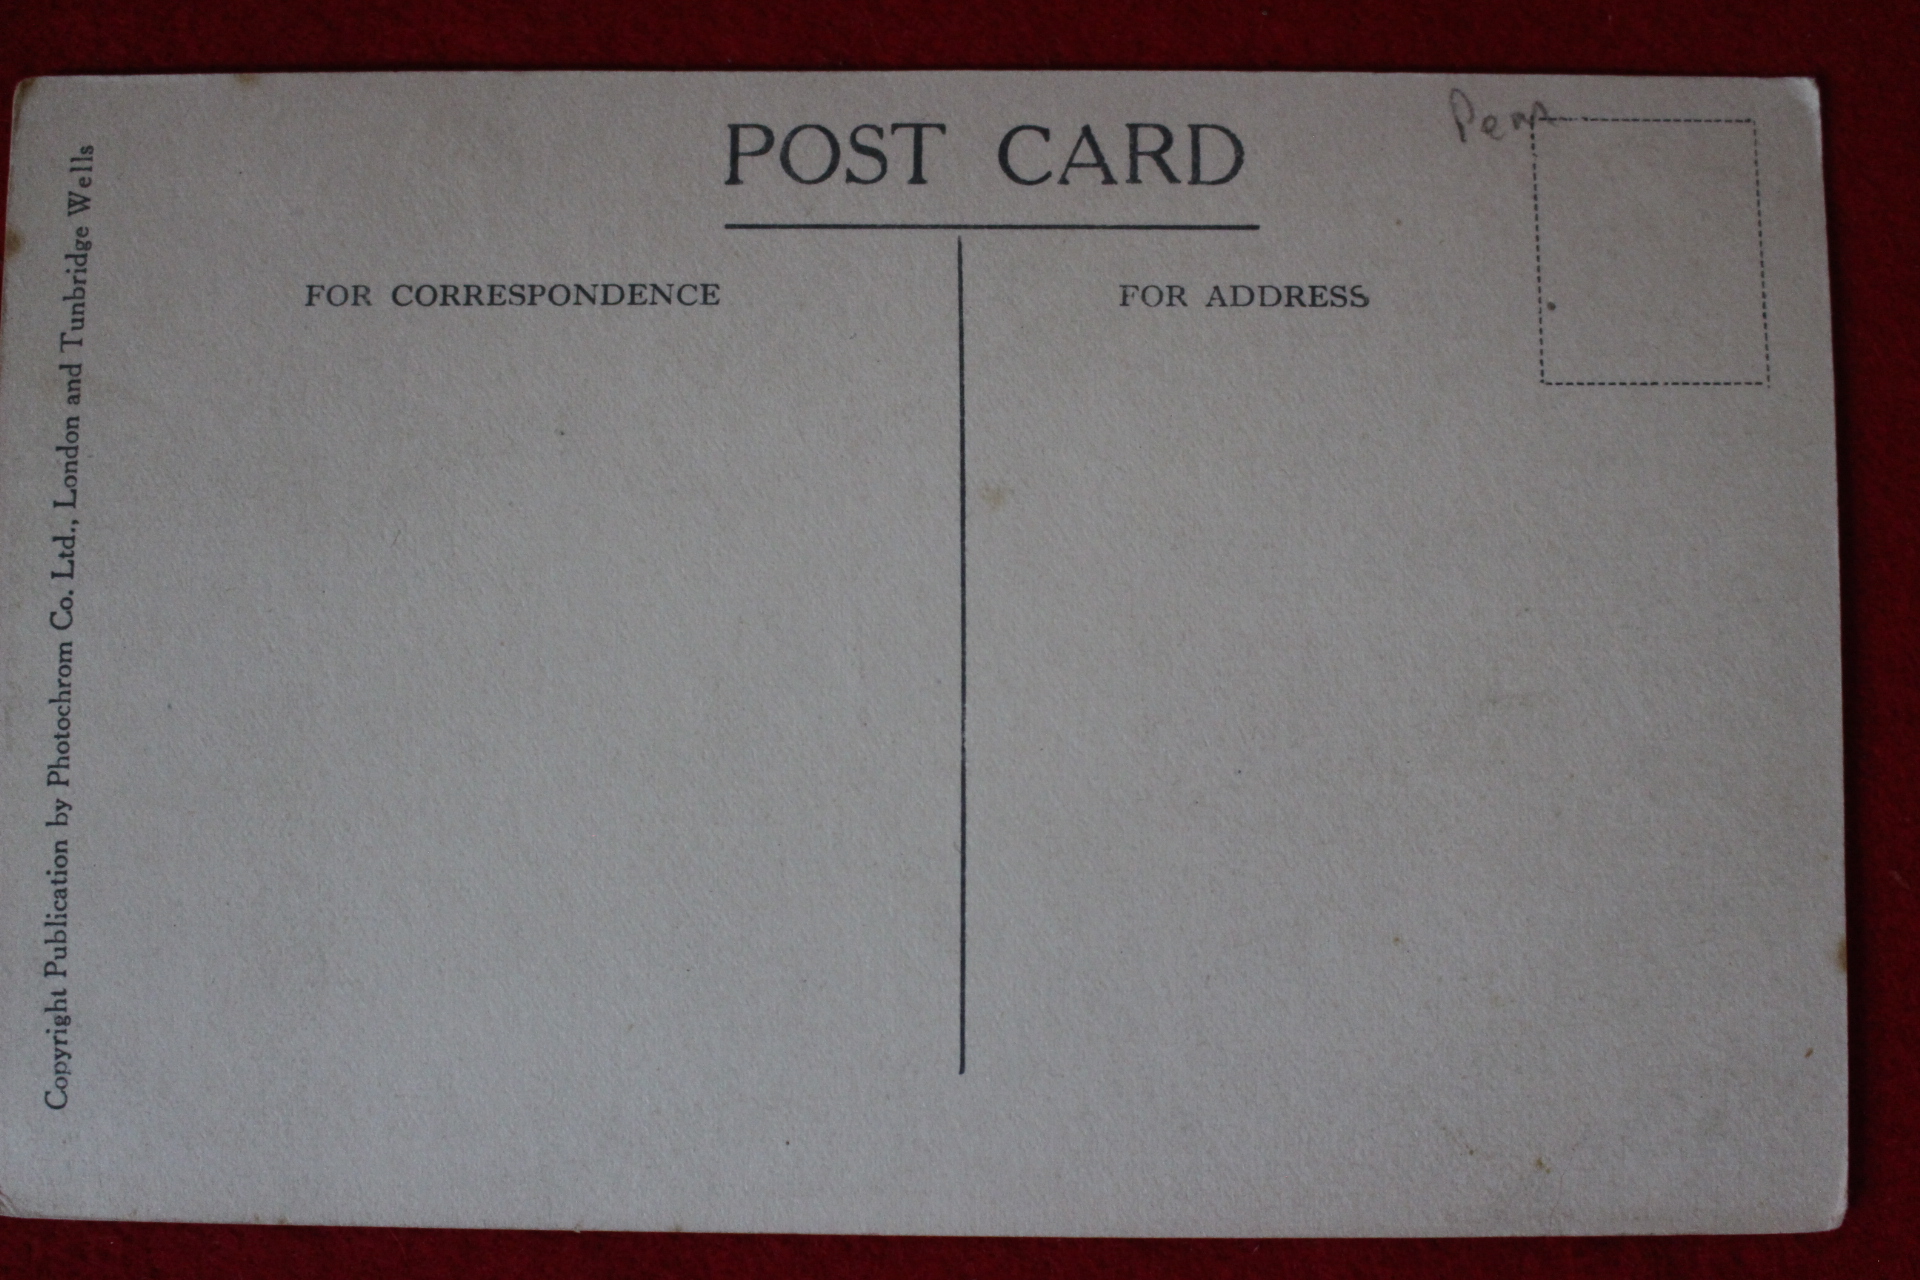 POST CARD
FOR CORRESPONDENCE
FOR ADDRESS
Copyright Publication by Photochrom Co. Ltd., London and Tunbridge Wells